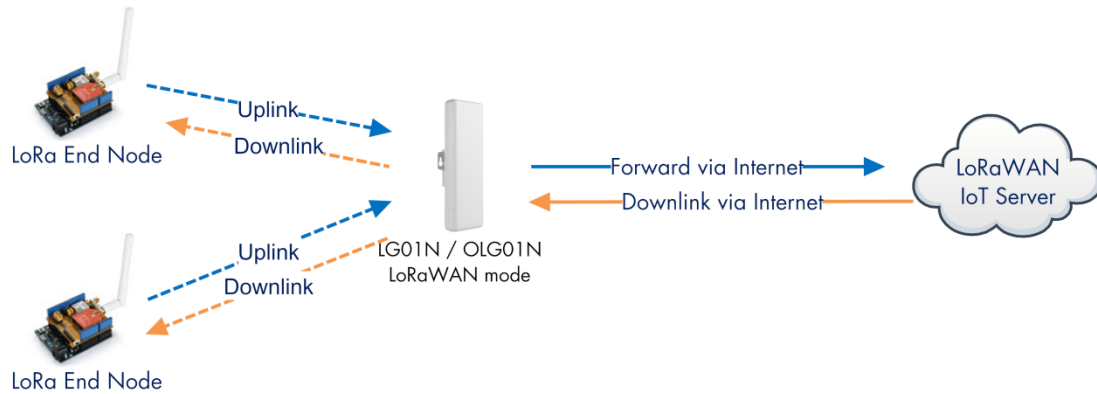 Uplink
Downlink
LoRa End Node
Forward via Internet
Downlink via Internet
LoRaWAN
IoT Server
LG01N / OLG01N
LoRaWAN mode
Uplink
Downlink
LoRa End Node